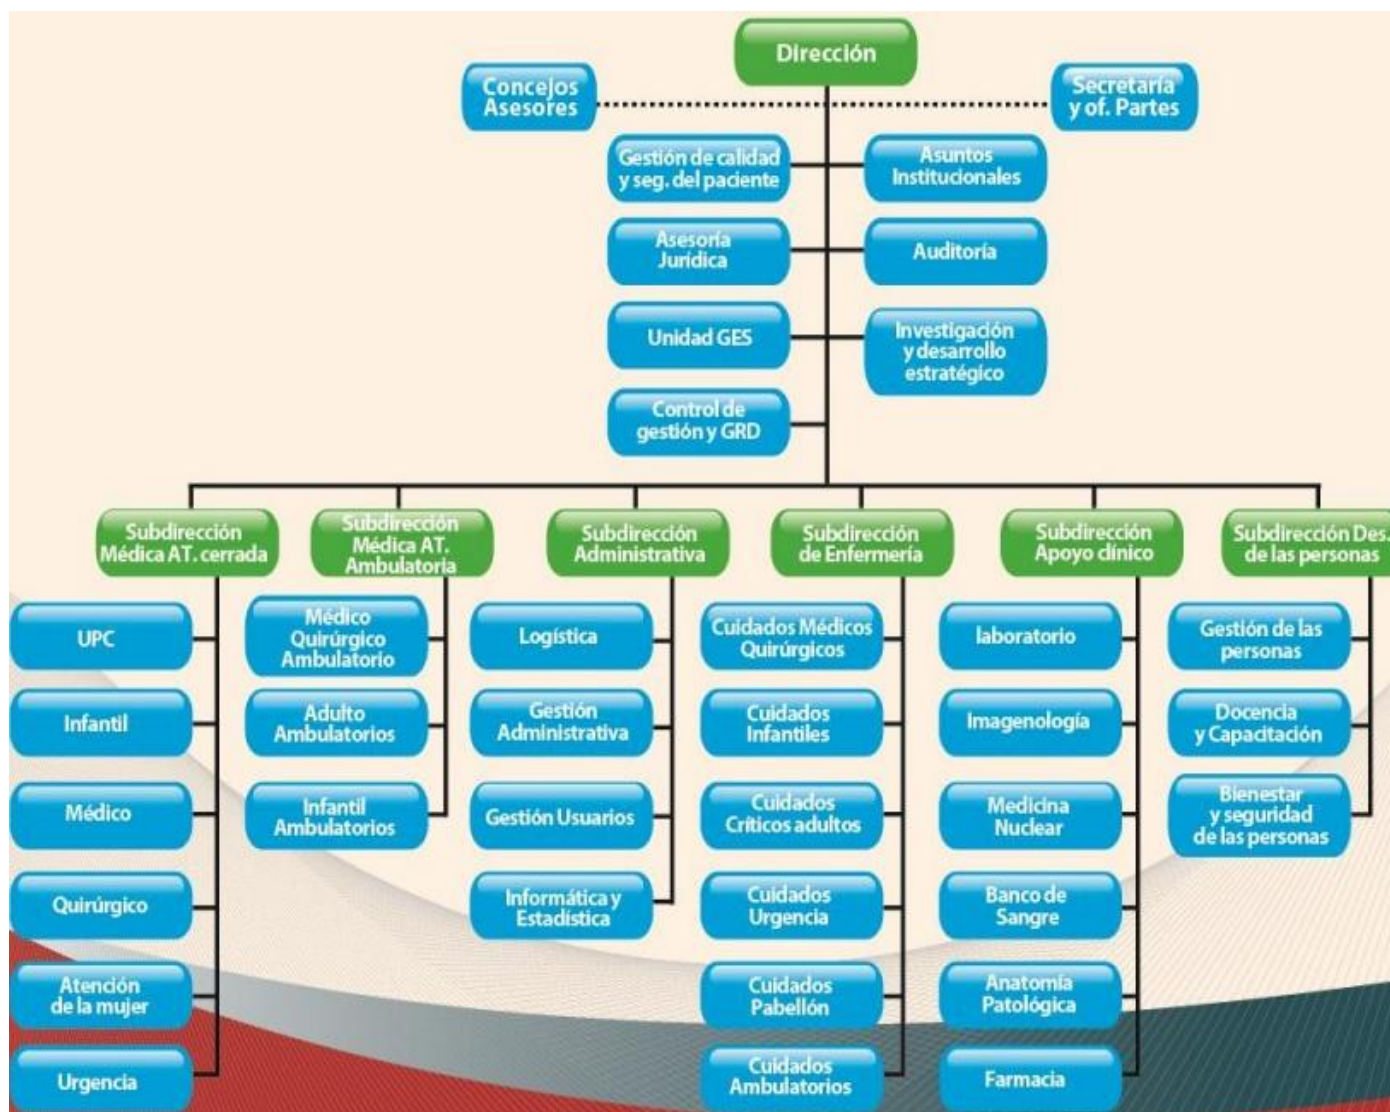 Dirección
Concejos
Asesores
Secretaría
y of. Partes
Gestión de calidad
y seg. del paciente
Asuntos
Institucionales
Asesoría
Jurídica
Auditoría
Unidad GES
Investigación
y desarrollo
estratégico
Control de
gestión y GRD
Subdirección
Médica AT. cerrada
Subdirección
Médica AT.
Ambulatoria
Subdirección
Administrativa
Subdirección
de Enfermería
Subdirección
Apoyo clínico
Subdirección Des.
de las personas
UPC
Infantil
Médico
Quirúrgico
Atención
de la mujer
Urgencia
Médico
Quirúrgico
Ambulatorio
Adulto
Ambulatorios
Infantil
Ambulatorios
Logística
Gestión
Administrativa
Gestión Usuarios
Informática y
Estadística
Cuidados Médicos
Quirúrgicos
Cuidados
Infantiles
Cuidados
Críticos adultos
Cuidados
Urgencia
Cuidados
Pabellón
Cuidados
Ambulatorios
laboratorio
Imagenología
Medicina
Nuclear
Banco de
Sangre
Anatomía
Patológica
Farmacia
Gestión de las
personas
Docencia
y Capacitación
Bienestar
y seguridad
de las personas